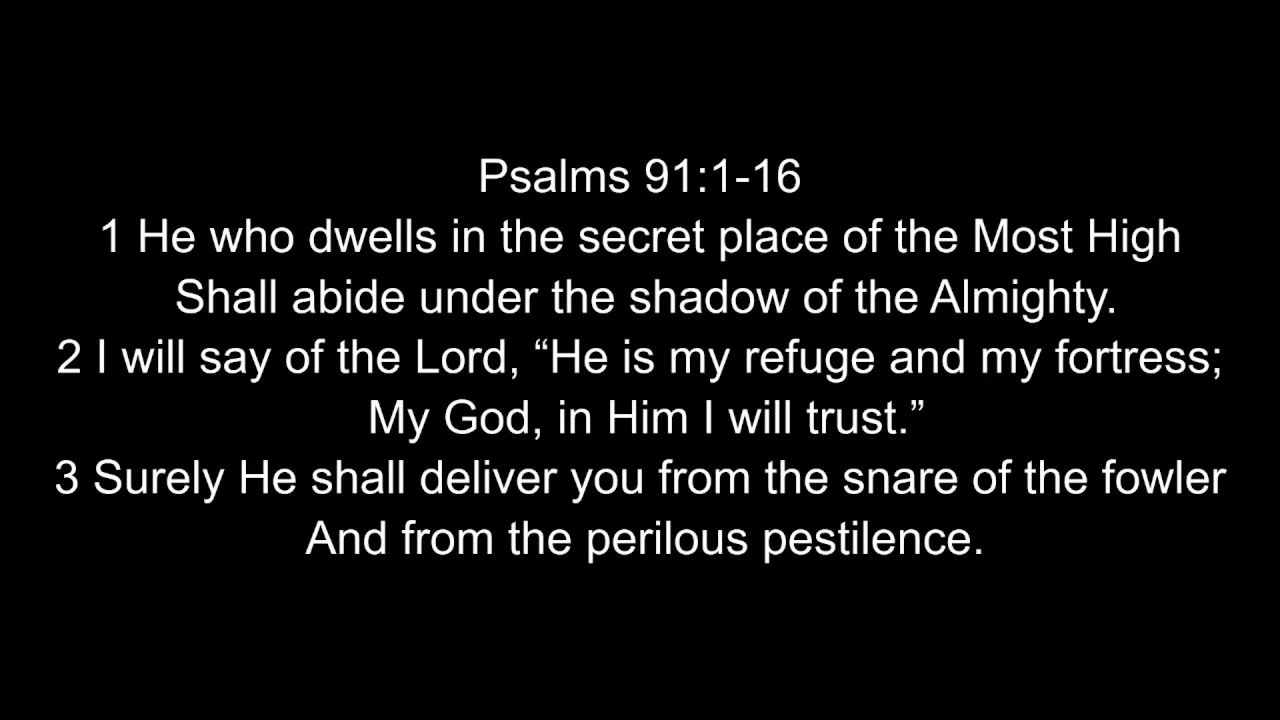 Psalms 91:1-16
1 He who dwells in the secret place of the Most High
Shall abide under the shadow of the Almighty.
2 I will say of the Lord, “He is my refuge and my fortress;
My God, in Him I will trust.”
3 Surely He shall deliver you from the snare of the fowler
And from the perilous pestilence.